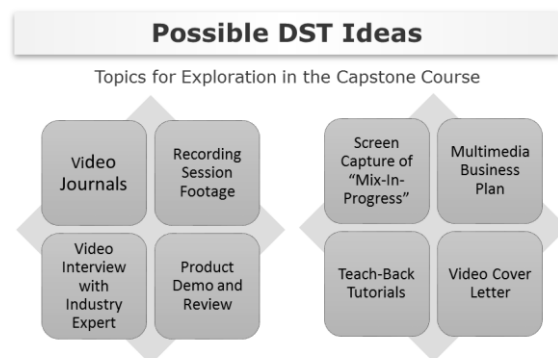 Possible DST Ideas
Topics for Exploration in the Capstone Course
Video
Journals
Recording
Session
Footage
Video
Interview
with
Industry
Expert
Product
Demo and
Review
Screen
Capture of
“Mix-In-
Progress”
Multimedia
Business
Plan
Teach-Back
Tutorials
Video Cover
Letter